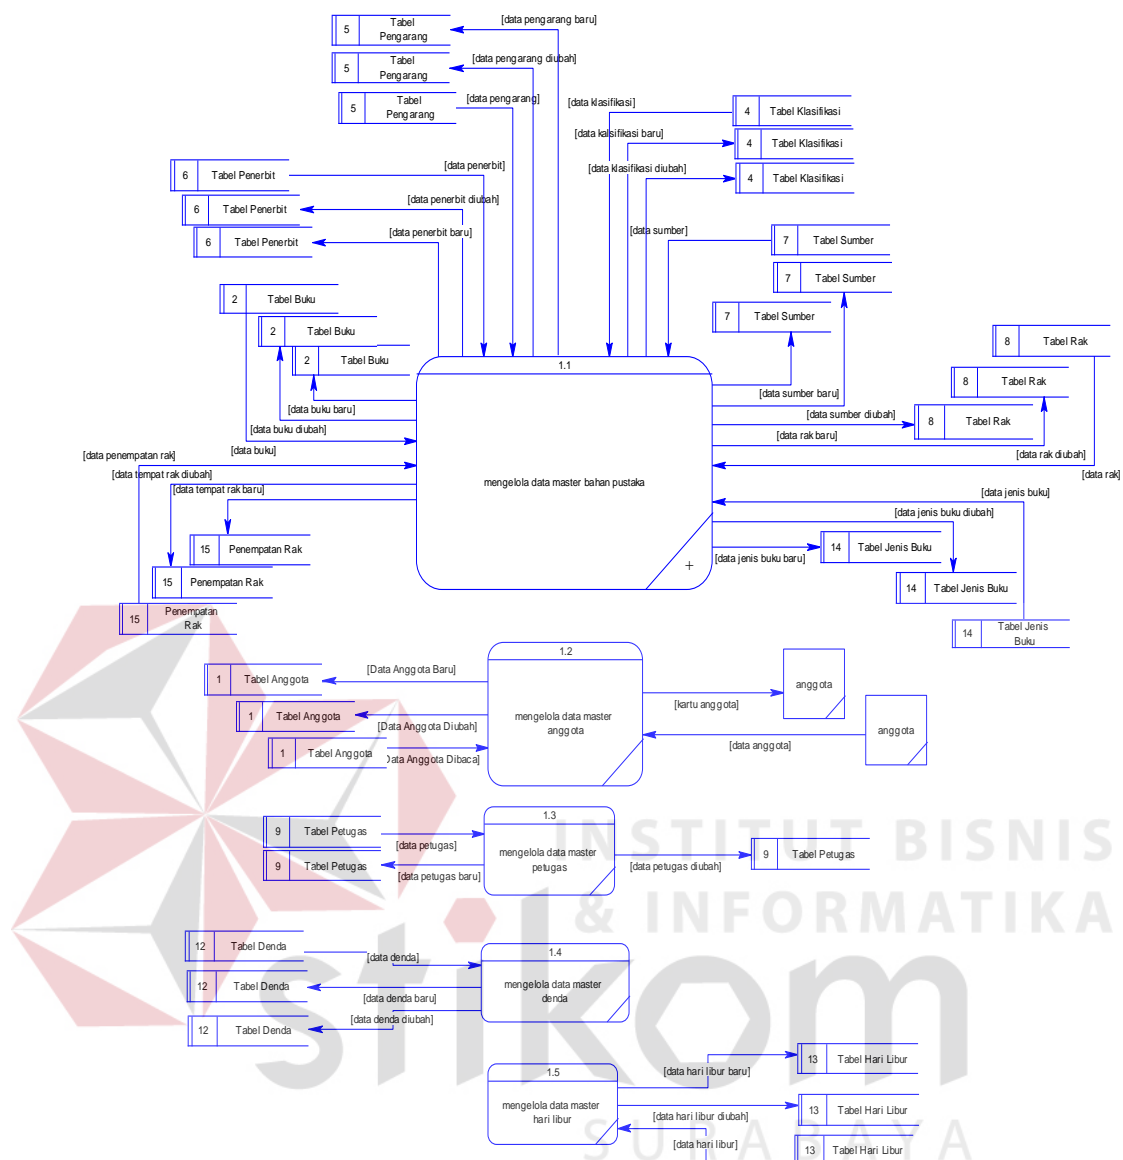 [data pengarang baru]
5
Tabel
Pengarang
[data pengarang diubah]
5
Tabel
Pengarang
[data pengarang]
5
Tabel
Pengarang
[data klasifikasi]
4
Tabel Klasifikasi
[data kalsifikasi baru]
4
Tabel Klasifikasi
[data klasifikasi diubah]
4
Tabel Klasifikasi
[data penerbit]
6
Tabel Penerbit
[data penerbit diubah]
6
Tabel Penerbit
[data penerbit baru]
6
Tabel Penerbit
[data sumber]
7
Tabel Sumber
7
Tabel Sumber
7
Tabel Sumber
2
Tabel Buku
2
Tabel Buku
2
Tabel Buku
8
Tabel Rak
8
Tabel Rak
8
Tabel Rak
1.1
mengelola data master bahan pustaka
+
[data buku baru]
[data buku diubah]
[data buku]
[data sumber baru]
[data sumber diubah]
[data rak baru]
[data rak diubah]
[data rak]
[data penempatan rak]
[data tempat rak diubah]
[data tempat rak baru]
[data jenis buku]
[data jenis buku diubah]
[data jenis buku baru]
15
Penempatan Rak
15
Penempatan Rak
15
Penempatan
Rak
14
Tabel Jenis Buku
14
Tabel Jenis Buku
14
Tabel Jenis
Buku
1.2
mengelola data master
anggota
[Data Anggota Baru]
1
Tabel Anggota
1
Tabel Anggota
[Data Anggota Diubah]
1
Tabel Anggota
Data Anggota Dibaca]
anggota
[kartu anggota]
anggota
[data anggota]
1.3
mengelola data master
petugas
9
Tabel Petugas
[data petugas]
9
Tabel Petugas
[data petugas baru]
[data petugas diubah]
9
Tabel Petugas
INSTITUT BISNIS
& INFORMATIKA
stikom
SURABAYA
1.4
mengelola data master
denda
12
Tabel Denda
[data denda]
12
Tabel Denda
[data denda baru]
[data denda diubah]
12
Tabel Denda
1.5
mengelola data master
hari libur
[data hari libur baru]
13
Tabel Hari Libur
[data hari libur diubah]
13
Tabel Hari Libur
[data hari libur]
13
Tabel Hari Libur